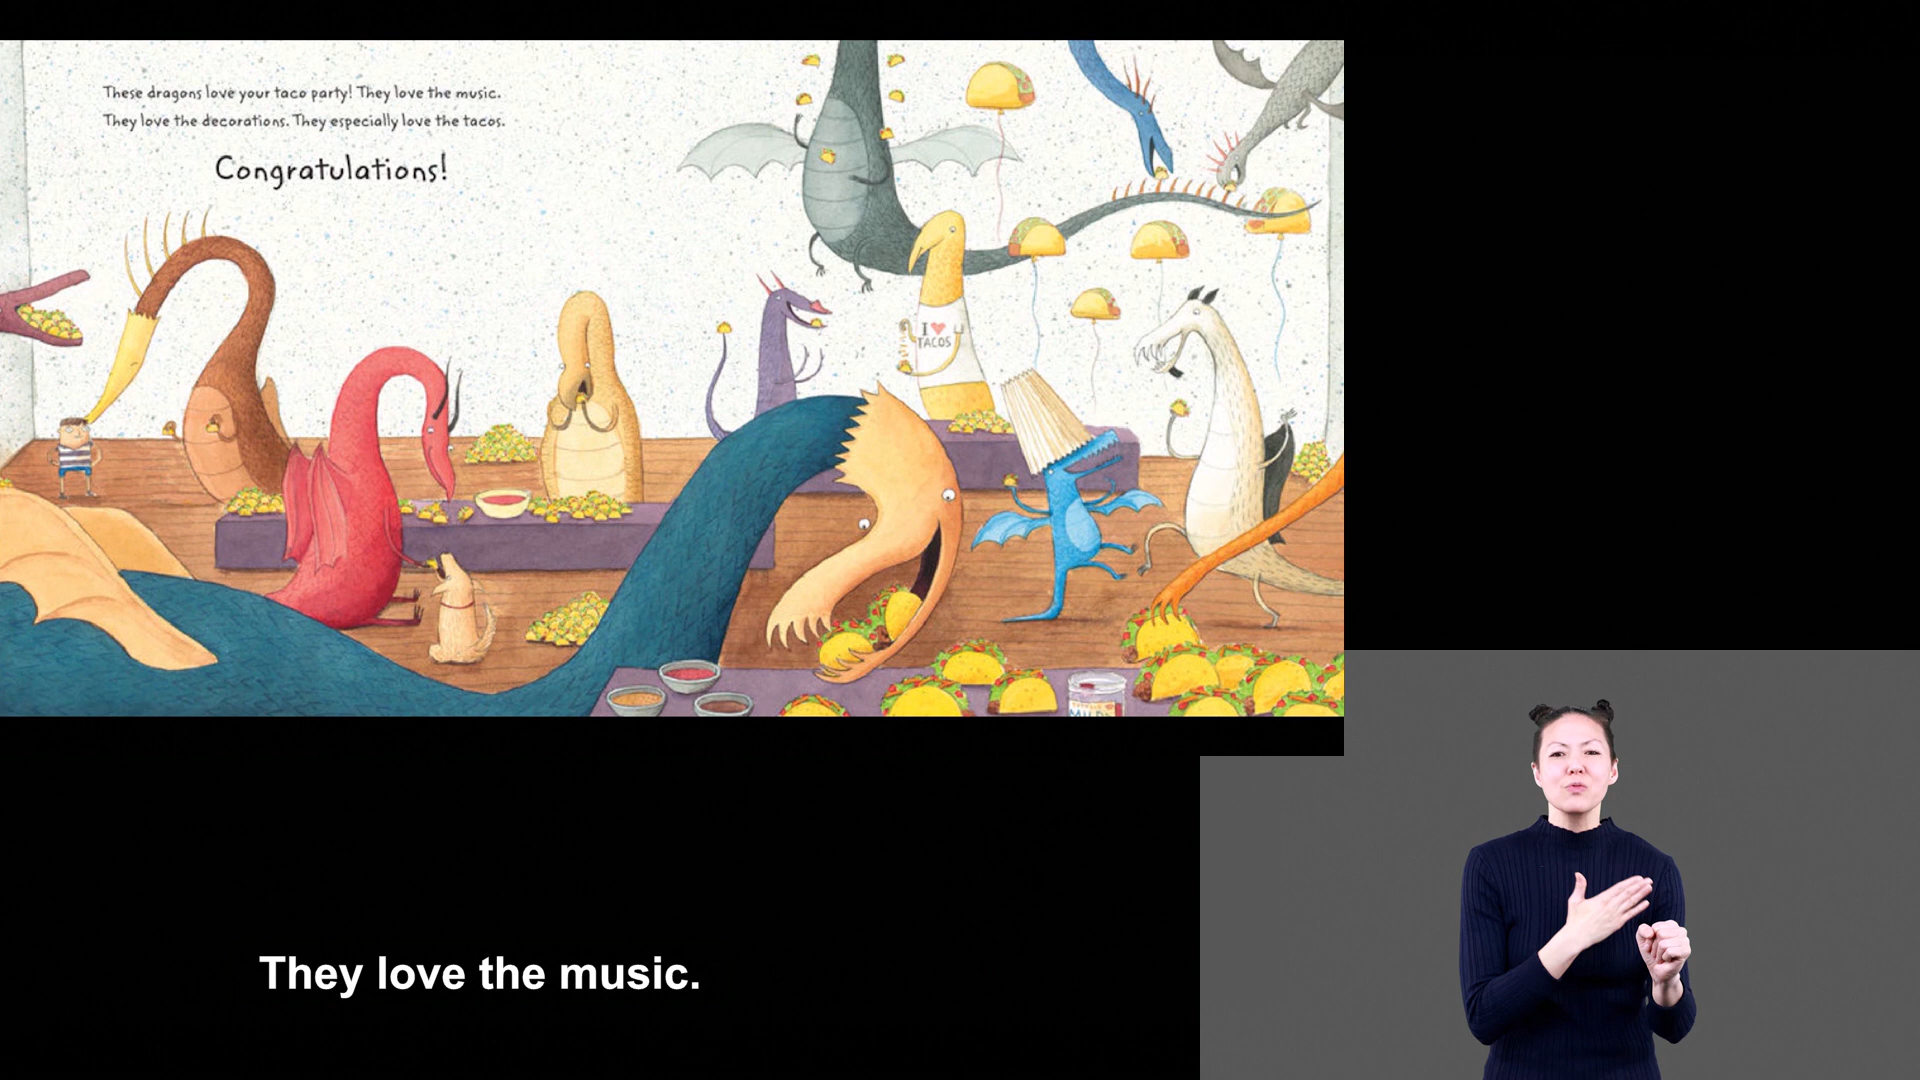 These dragons love your taco party! They love the music.
They love the decorations. They especially love the tacos.
Congratulations!
I ♥
TACOS
They love the music.